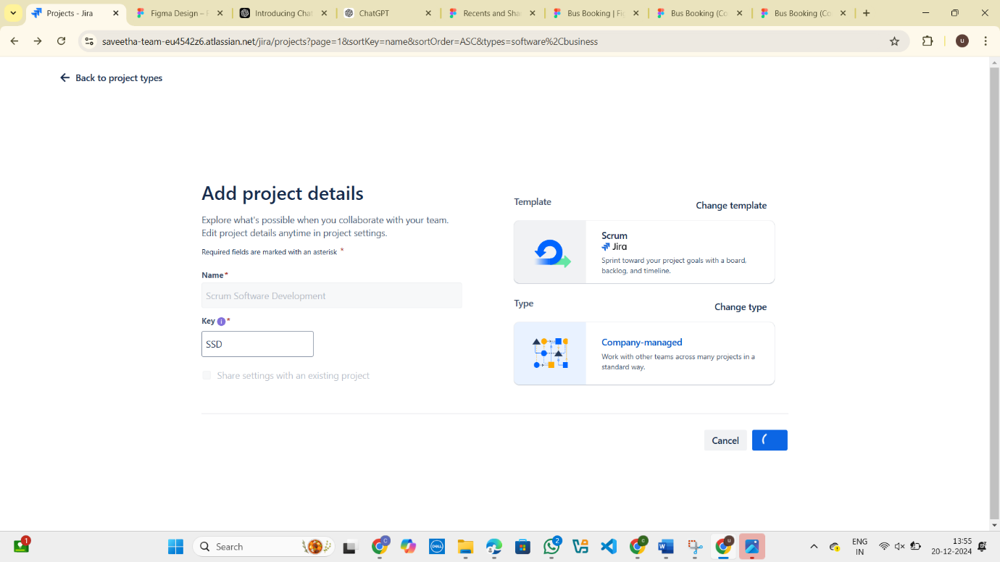 Projects - Jira
Figma Design –
Introducing Chat
ChatGPT
Recents and Sha
Bus Booking | Fi
Bus Booking (Co
Bus Booking (Co
saveetha-team-eu4542z6.atlassian.net/jira/projects?page=1&sortKey=name&sortOrder=ASC&types=software%2Cbusiness
u
Back to project types
Add project details
Explore what's possible when you collaborate with your team.
Edit project details anytime in project settings.
Required fields are marked with an asterisk *
Name*
Scrum Software Development
Key i *
SSD
Share settings with an existing project
Template
Change template
Scrum
Jira
Sprint toward your project goals with a board,
backlog, and timeline.
Type
Change type
Company-managed
Work with other teams across many projects in a
standard way.
Cancel
1
Search
C
DELL
2
c
u
ENG
IN
13:55
20-12-2024